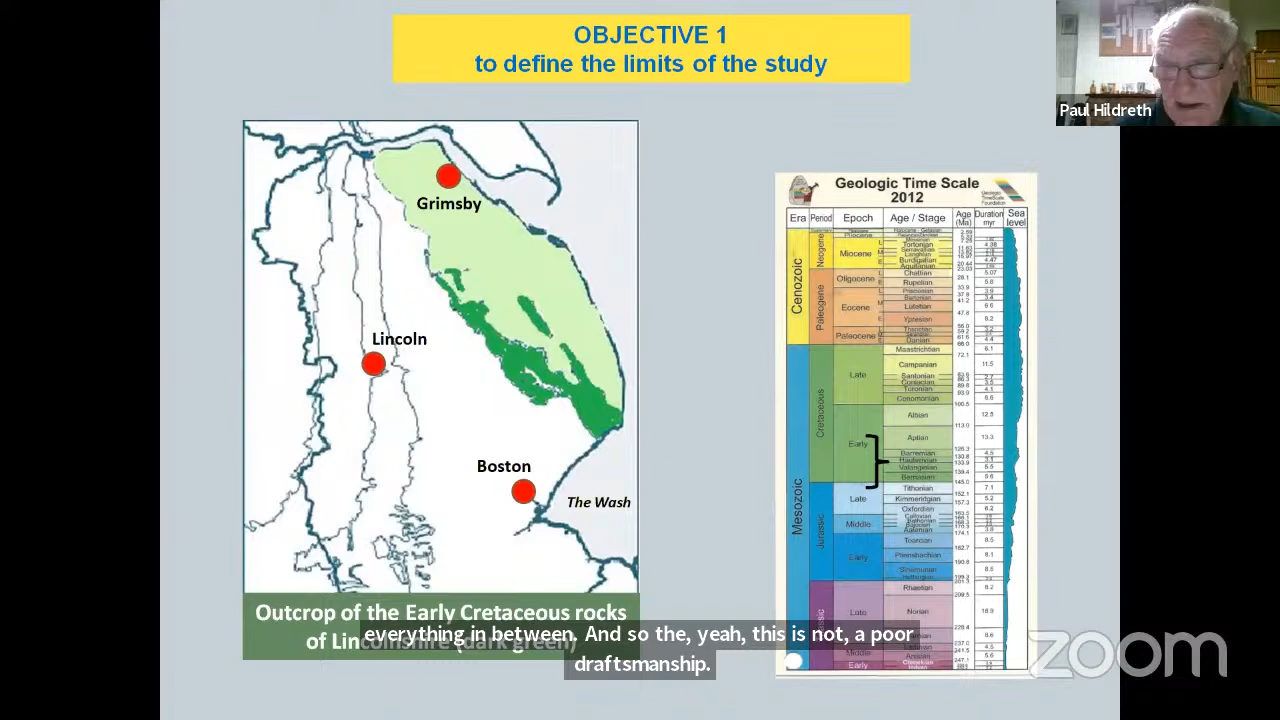 OBJECTIVE 1
to define the limits of the study
Paul Hildreth
Grimsby
Lincoln
Boston
The Wash
Outcrop of the Early Cretaceous rocks
of Lincolnshire (dark green)
everything in between. And so the, yeah, this is not, a poor
draftsmanship.
Geologic Time Scale
2012
Era Period Epoch Age / Stage Age (Ma) Duration myr Sea level
Cenozoic
Neogene
Pliocene
Miocene
Tortonian
Burdigalian
Aquitanian
Paleogene
Oligocene
Chattian
Rupelian
Eocene
Priabonian
Bartonian
Lutetian
Ypresian
Paleocene
Thanetian
Danian
Mesozoic
Cretaceous
Late
Maastrichtian
Campanian
Santonian
Coniacian
Turonian
Cenomanian
Early
Albian
Aptian
Barremian
Hauterivian
Valanginian
Berriasian
Jurassic
Late
Tithonian
Kimmeridgian
Oxfordian
Middle
Callovian
Bathonian
Bajocian
Aalenian
Early
Toarcian
Pliensbachian
Sinemurian
Hettangian
Late
Rhaetian
Norian
Middle
Anisian
Early
zoom